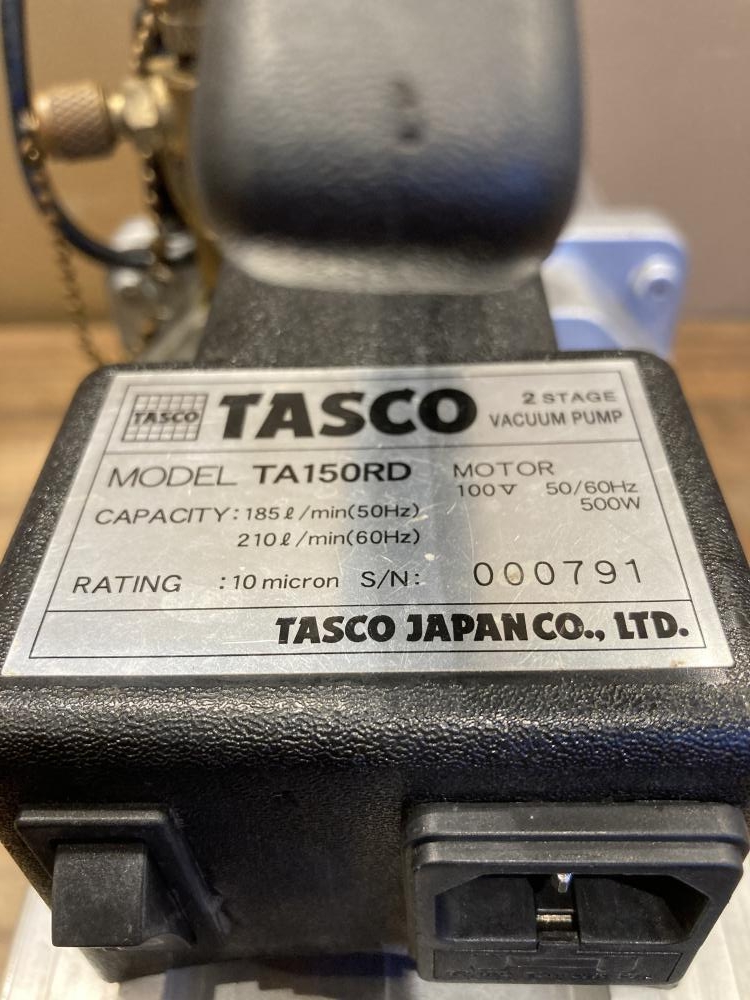 TASCO TASCO 2 STAGE
VACUUM PUMP
MODEL TA150RD MOTOR
100V 50/60Hz
500W
CAPACITY: 185ℓ/min(50Hz)
210ℓ/min(60Hz)
RATING : 10 micron S/N: 000791
TASCO JAPAN CO., LTD.